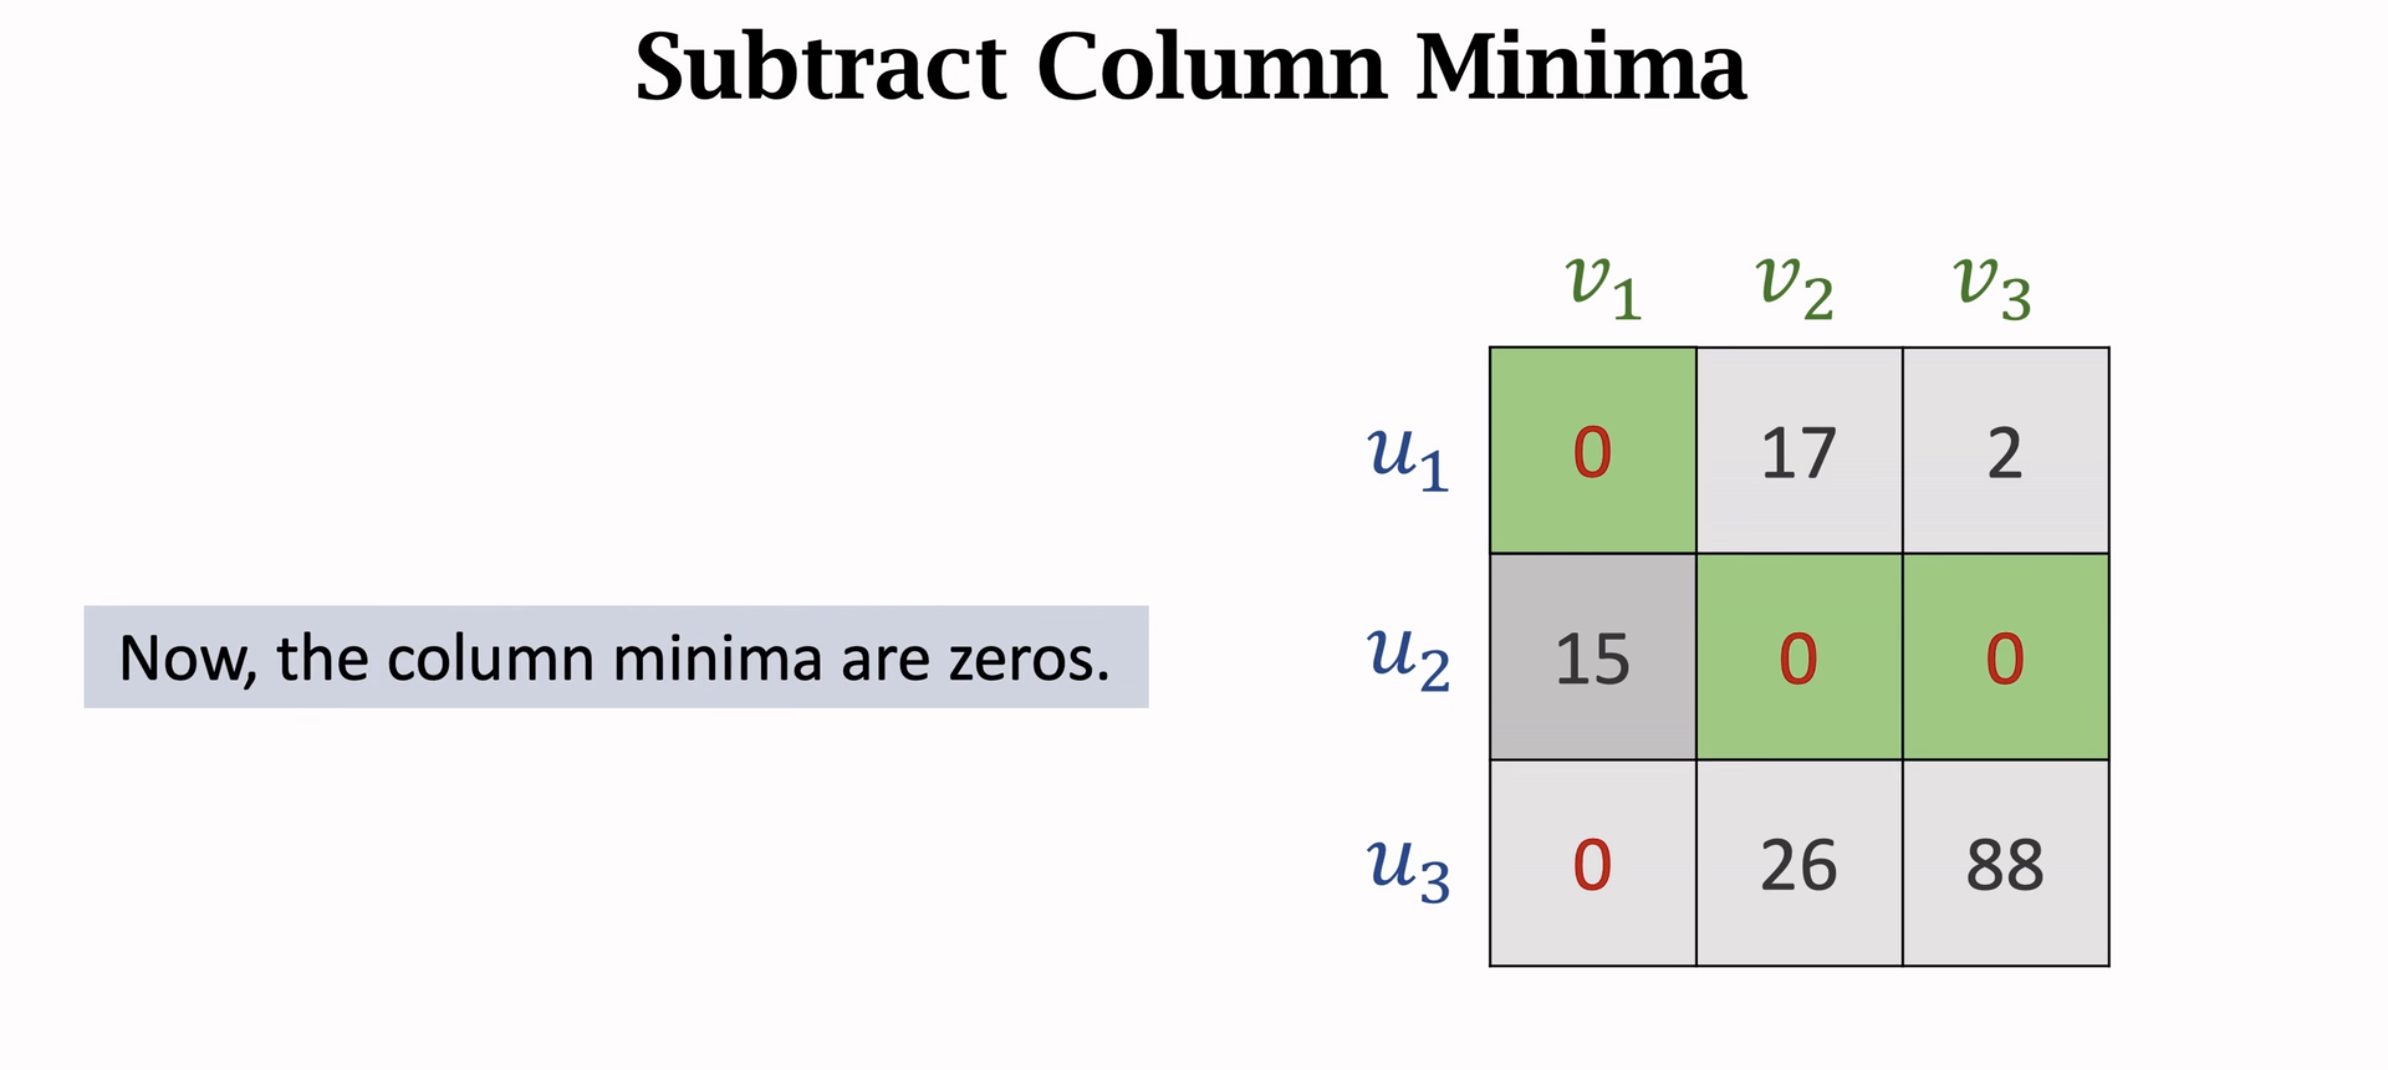 Subtract Column Minima
v₁ v₂ v₃
u₁ 0 17 2
Now, the column minima are zeros.
u₂ 15 0 0
u₃ 0 26 88